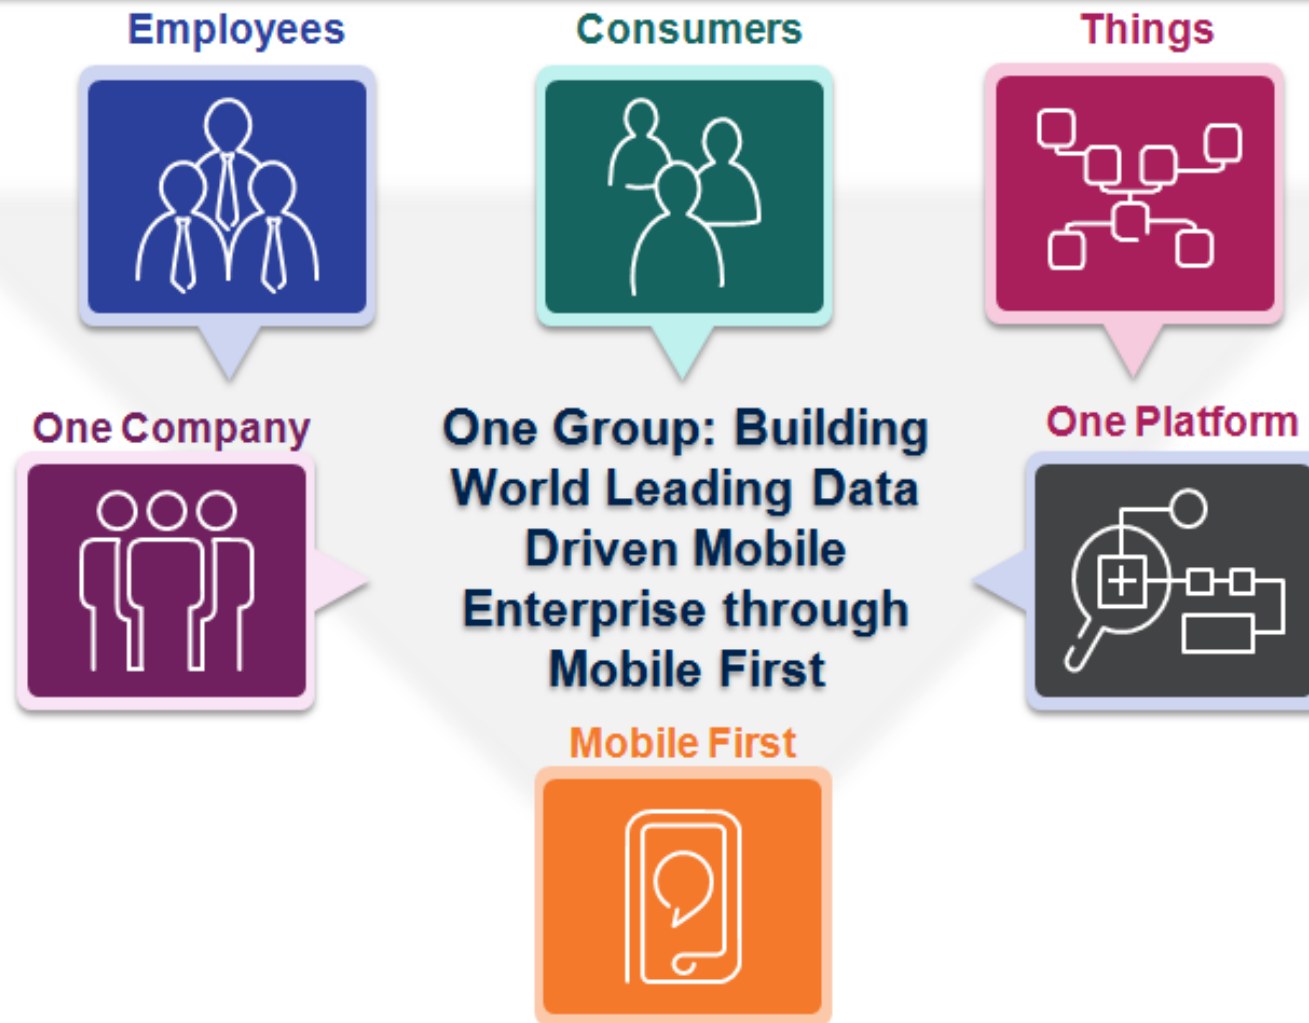 Employees
Consumers
Things
One Company
One Group: Building
World Leading Data
Driven Mobile
Enterprise through
Mobile First
One Platform
Mobile First